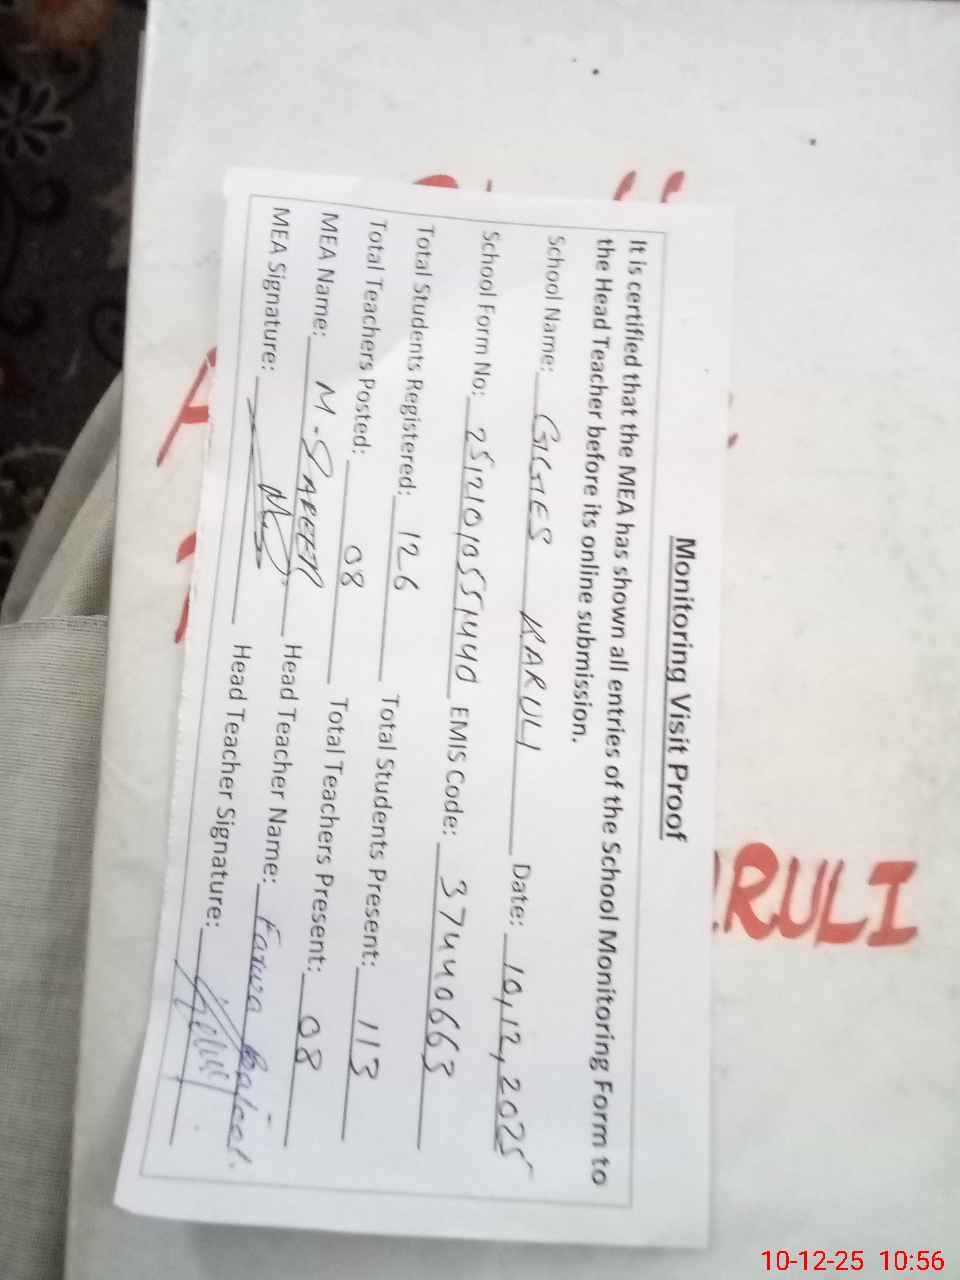 Monitoring Visit Proof
It is certified that the MEA has shown all entries of the School Monitoring Form to
the Head Teacher before its online submission.
School Name: GGES KARULI Date: 10,12,2025
School Form No: 25121010551440 EMIS Code: 37440663
Total Students Registered: 126 Total Students Present: 113
Total Teachers Posted: 08 Total Teachers Present: 08
MEA Name: M. Head Teacher Name: Farwa
MEA Signature: Head Teacher Signature:
RULI
10-12-25 10:56